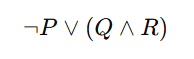 ¬P ∨ (Q ∧ R)